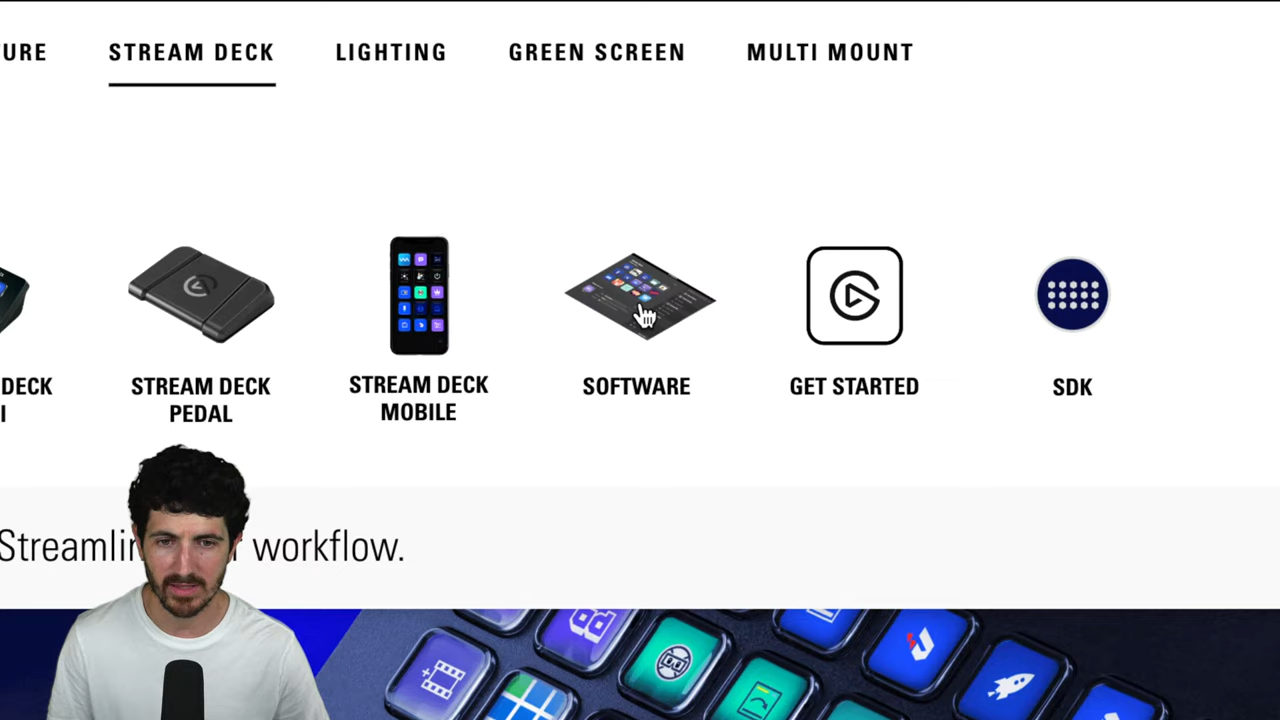 URE STREAM DECK LIGHTING GREEN SCREEN MULTI MOUNT
DECK
I
STREAM DECK
PEDAL
STREAM DECK
MOBILE
SOFTWARE
GET STARTED
SDK
Streamlin workflow.